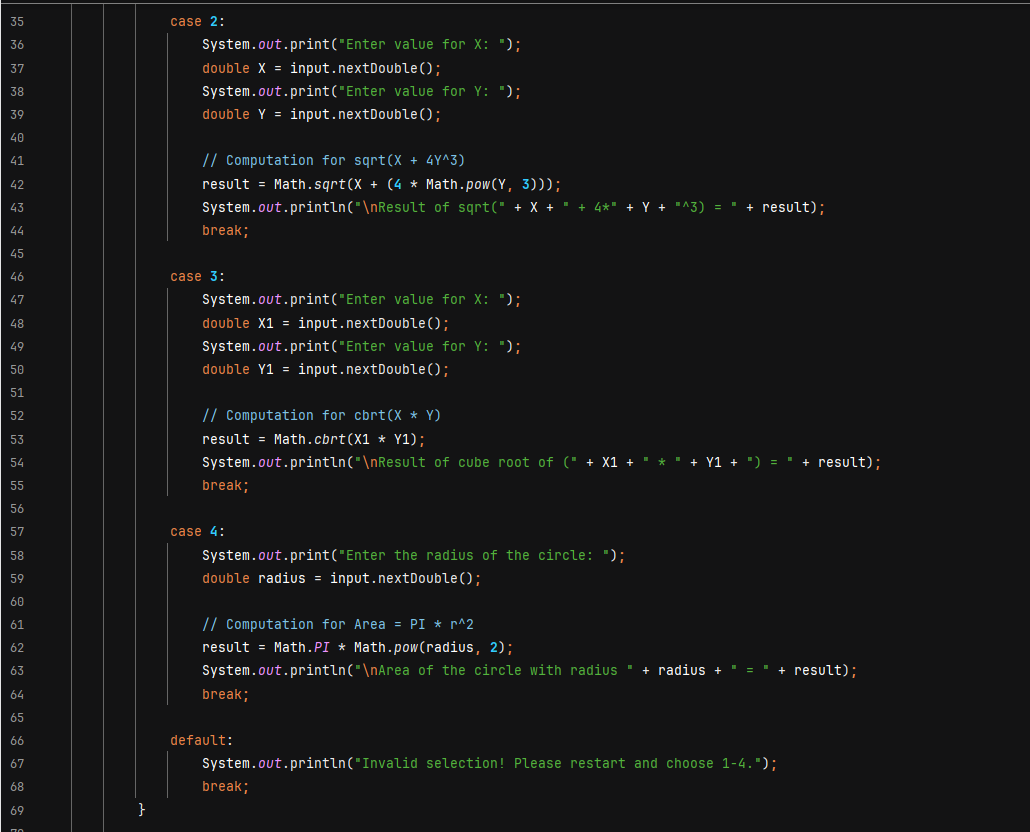 35 case 2:
36 System.out.print("Enter value for X: ");
37 double X = input.nextDouble();
38 System.out.print("Enter value for Y: ");
39 double Y = input.nextDouble();
40
41 // Computation for sqrt(X + 4Y^3)
42 result = Math.sqrt(X + (4 * Math.pow(Y, 3)));
43 System.out.println("\nResult of sqrt(" + X + " + 4*" + Y + "^3) = " + result);
44 break;
45
46 case 3:
47 System.out.print("Enter value for X: ");
48 double X1 = input.nextDouble();
49 System.out.print("Enter value for Y: ");
50 double Y1 = input.nextDouble();
51
52 // Computation for cbrt(X * Y)
53 result = Math.cbrt(X1 * Y1);
54 System.out.println("\nResult of cube root of (" + X1 + " * " + Y1 + ") = " + result);
55 break;
56
57 case 4:
58 System.out.print("Enter the radius of the circle: ");
59 double radius = input.nextDouble();
60
61 // Computation for Area = PI * r^2
62 result = Math.PI * Math.pow(radius, 2);
63 System.out.println("\nArea of the circle with radius " + radius + " = " + result);
64 break;
65
66 default:
67 System.out.println("Invalid selection! Please restart and choose 1-4.");
68 break;
69 }